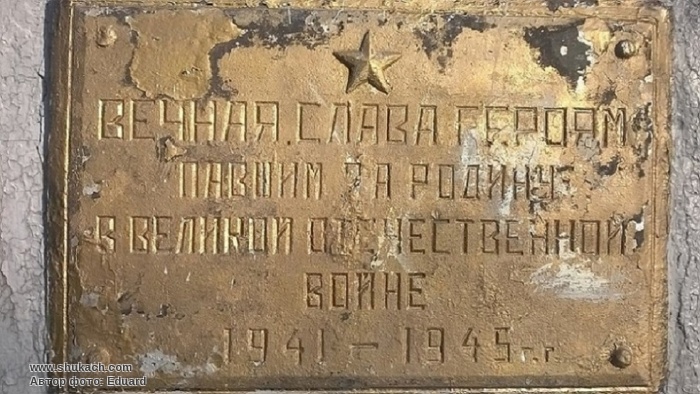 ВЕЧНАЯ СЛАВА ГЕРОЯМ
ПАВШИМ ЗА РОДИНУ
В ВЕЛИКОЙ ОТЕЧЕСТВЕННОЙ
ВОЙНЕ
1941 – 1945 г.г.
www.shukach.com
Автор фото: Eduard